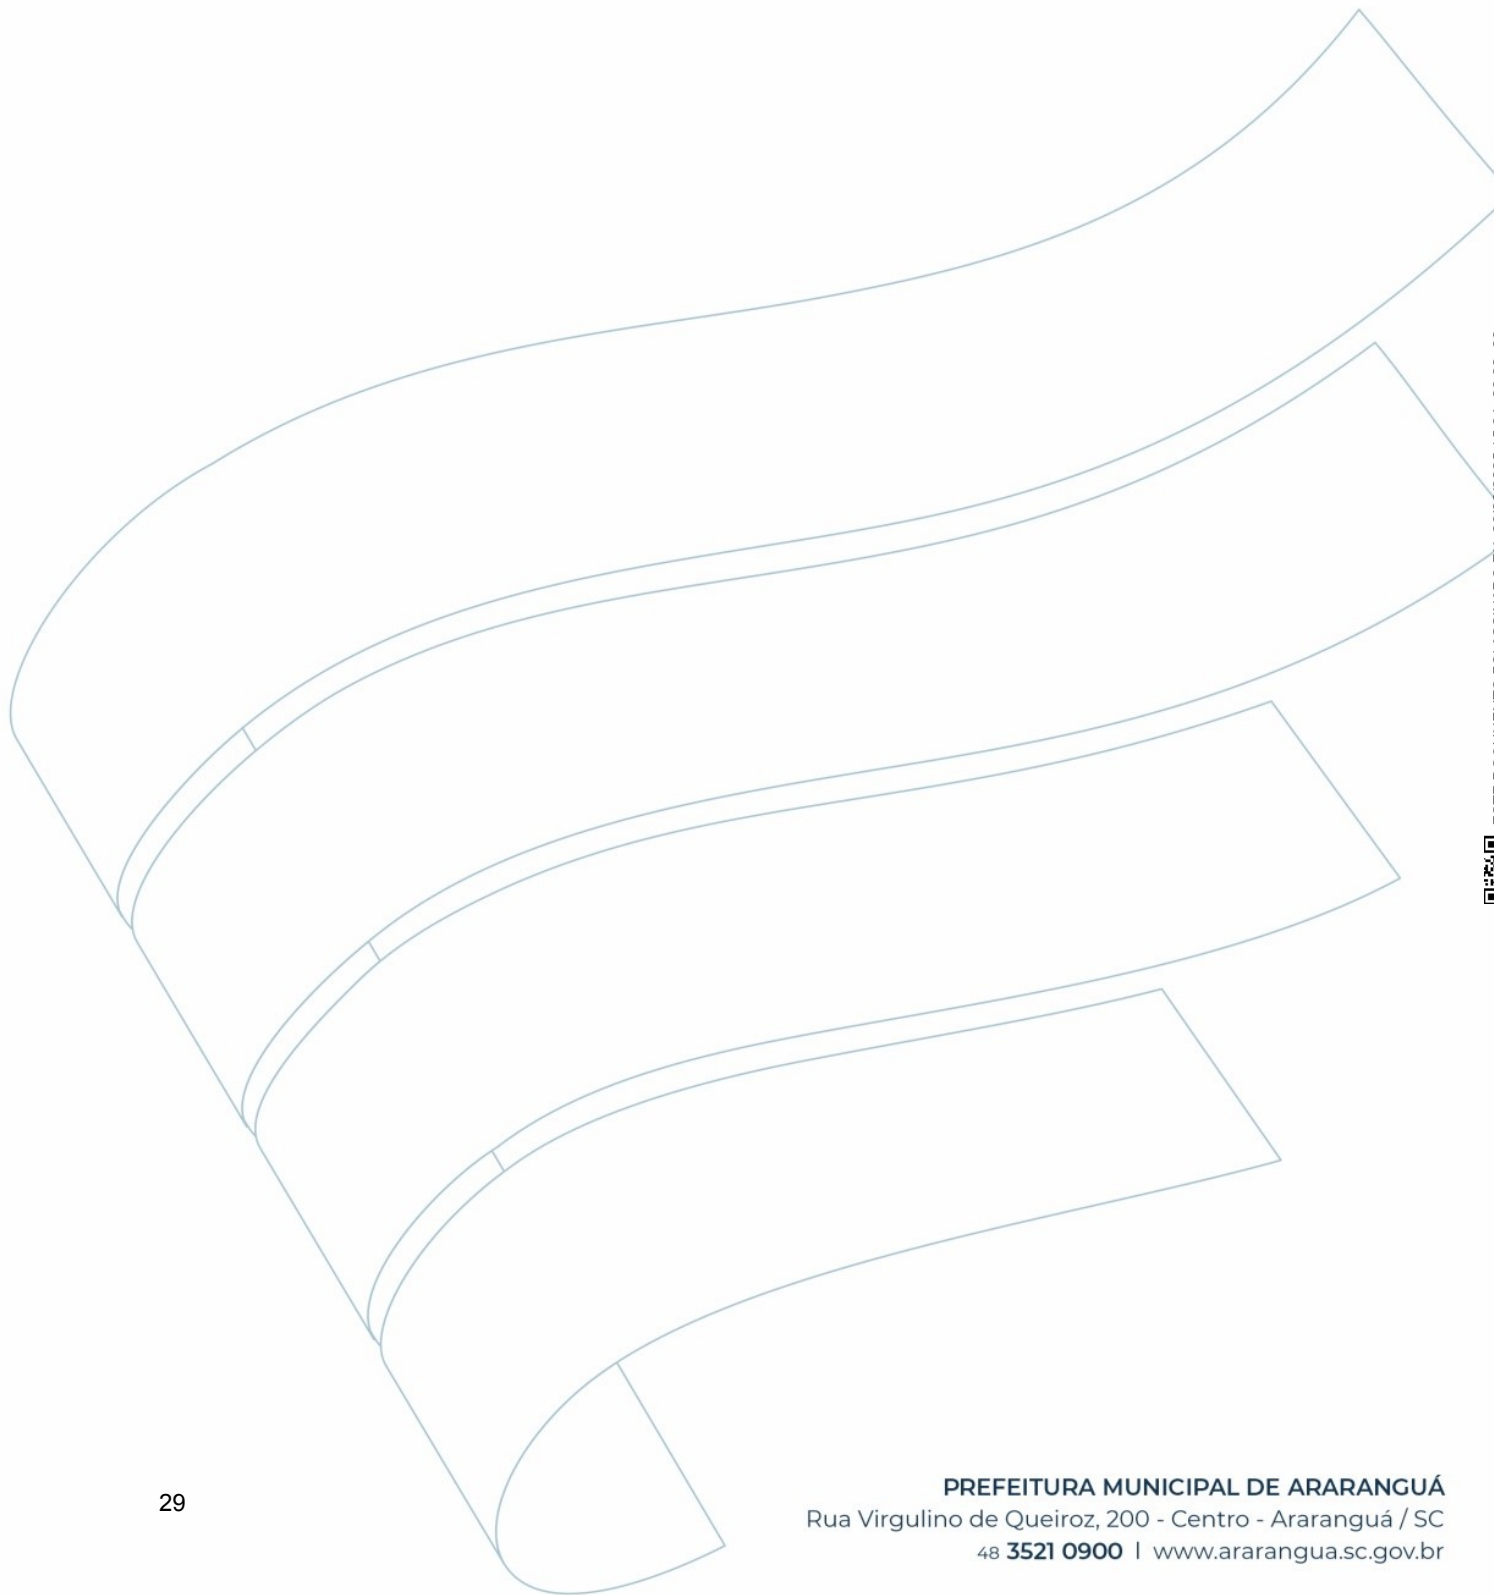 29
PREFEITURA MUNICIPAL DE ARARANGUÁ
Rua Virgulino de Queiroz, 200 - Centro - Araranguá / SC
48 3521 0900 | www.ararangua.sc.gov.br